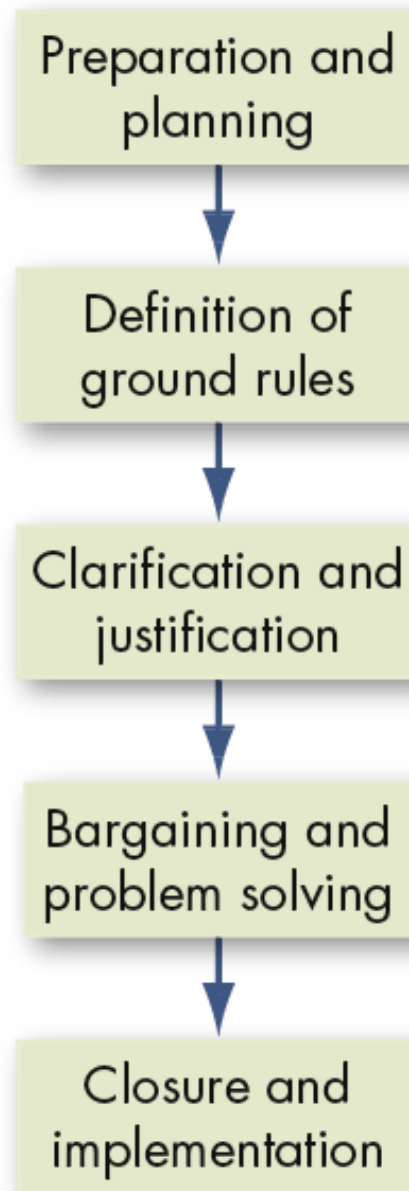 Preparation and
planning
Definition of
ground rules
Clarification and
justification
Bargaining and
problem solving
Closure and
implementation